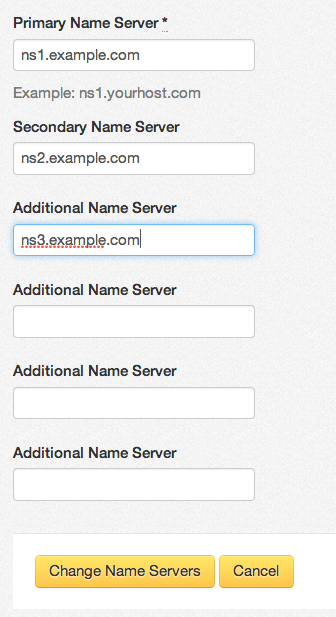 Primary Name Server *
ns1.example.com
Example: ns1.yourhost.com
Secondary Name Server
ns2.example.com
Additional Name Server
ns3.example.com
Additional Name Server
Additional Name Server
Additional Name Server
Change Name Servers Cancel